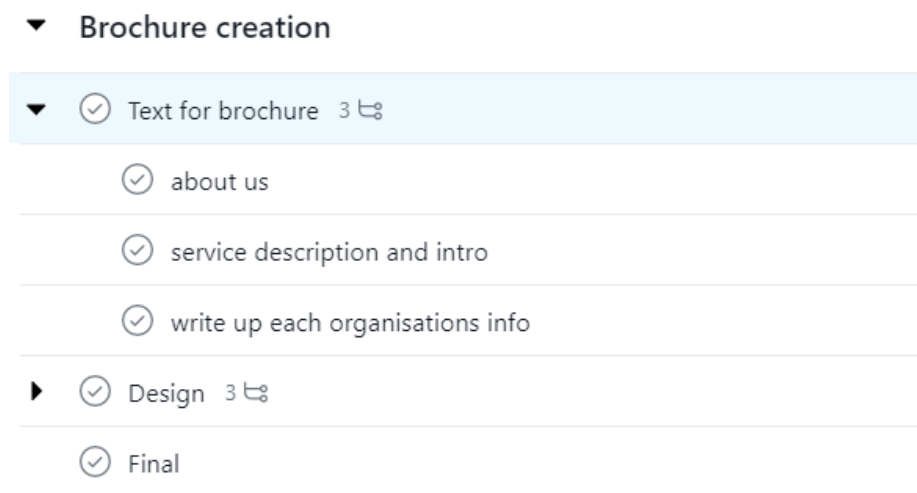 Brochure creation
Text for brochure 3
about us
service description and intro
write up each organisations info
Design 3
Final